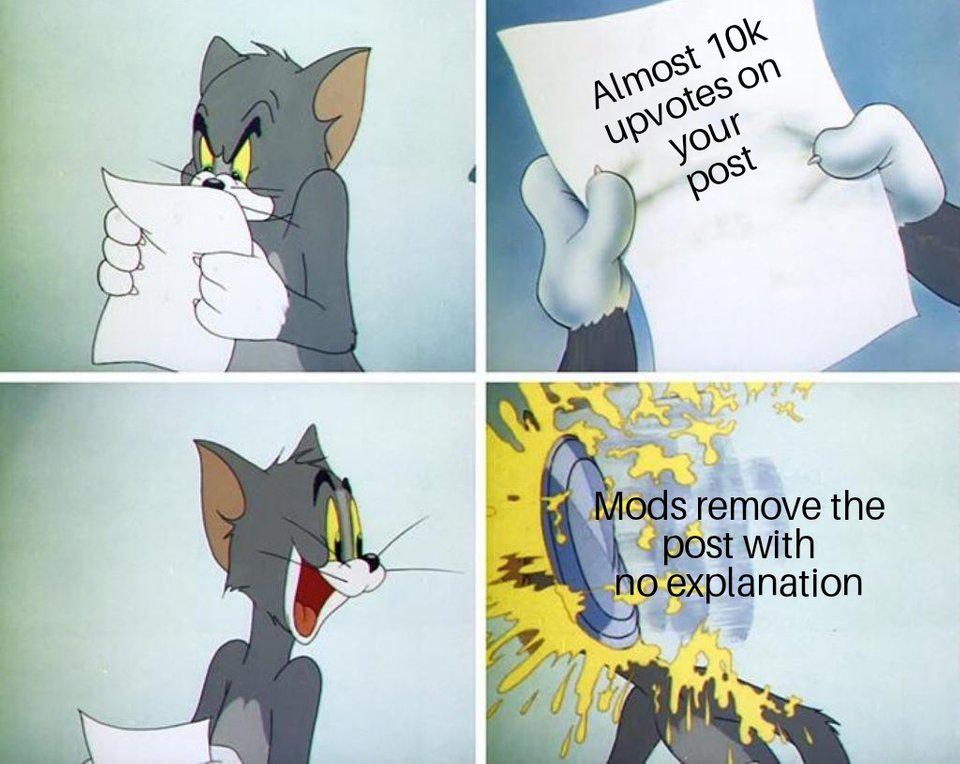 Almost 10k
upvotes on
your
post
Mods remove the
post with
no explanation